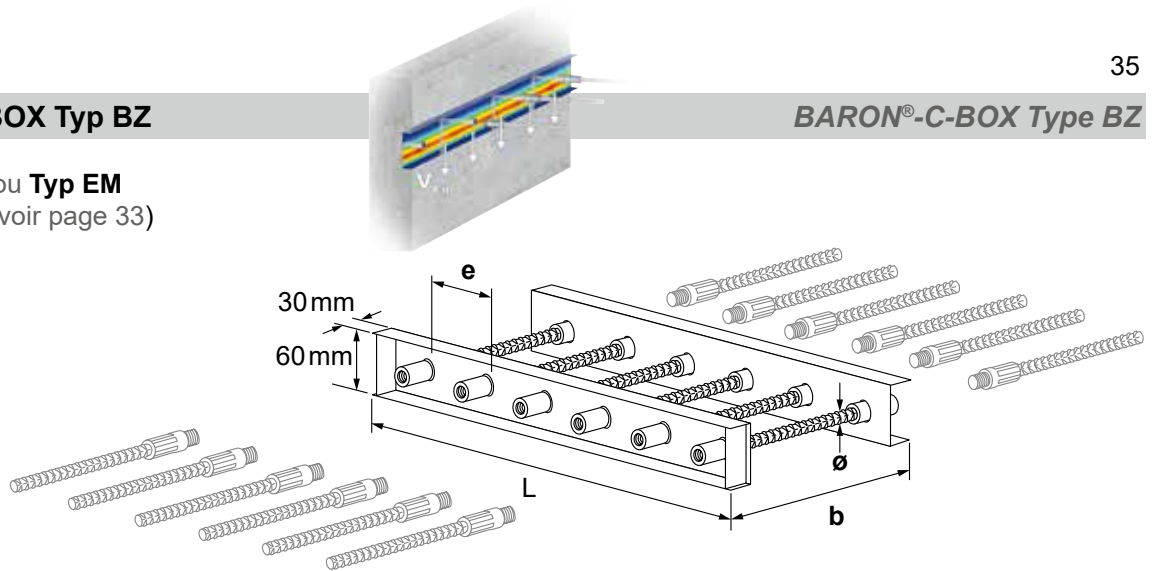 35
BOX Typ BZ
BARON®-C-BOX Type BZ
ou Typ EM
voir page 33)
V
e
30 mm
60 mm
ø
L
b